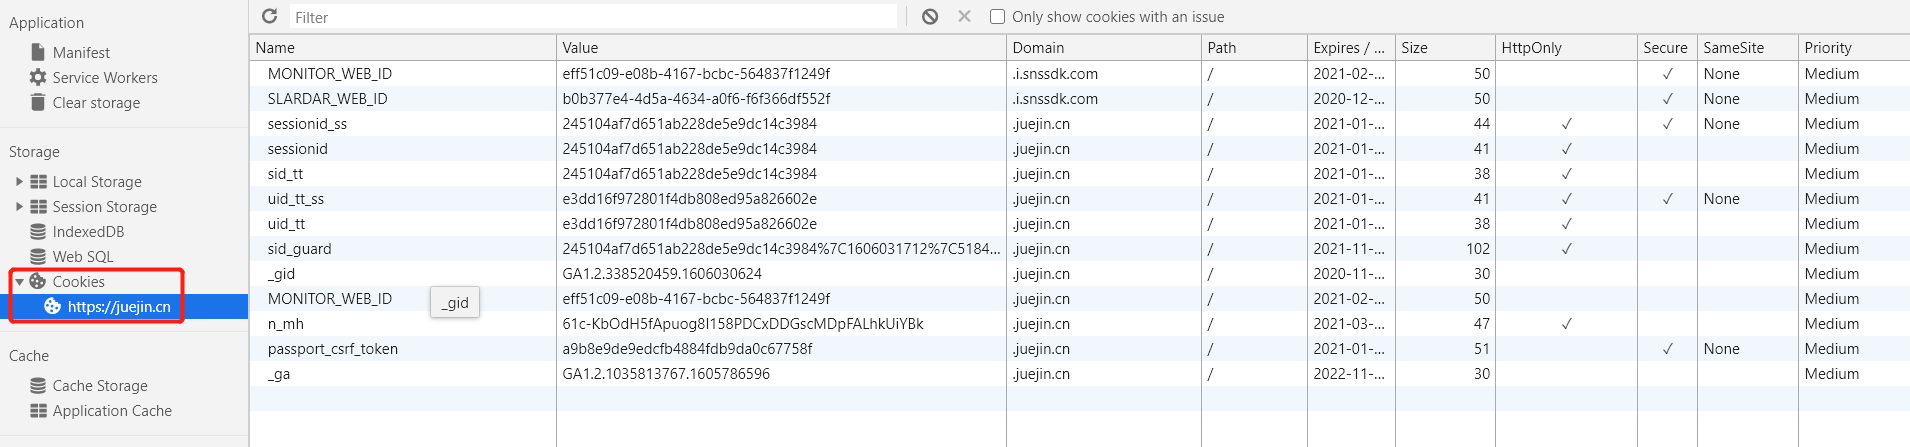 Application
Manifest
Service Workers
Clear storage
Storage
Local Storage
Session Storage
IndexedDB
Web SQL
Cookies
https://juejin.cn
Cache
Cache Storage
Application Cache
Filter
Only show cookies with an issue
Name Value Domain Path Expires / ... Size HttpOnly Secure SameSite Priority
MONITOR_WEB_ID eff51c09-e08b-4167-bcbc-564837f1249f .i.snssdk.com / 2021-02-... 50 ✓ None Medium
SLARDAR_WEB_ID b0b377e4-4d5a-4634-a0f6-f6f366df552f .i.snssdk.com / 2020-12-... 50 ✓ None Medium
sessionid_ss 245104af7d651ab228de5e9dc14c3984 .juejin.cn / 2021-01-... 44 ✓ ✓ None Medium
sessionid 245104af7d651ab228de5e9dc14c3984 .juejin.cn / 2021-01-... 41 ✓ Medium
sid_tt 245104af7d651ab228de5e9dc14c3984 .juejin.cn / 2021-01-... 38 ✓ Medium
uid_tt_ss e3dd16f972801f4db808ed95a826602e .juejin.cn / 2021-01-... 41 ✓ ✓ None Medium
uid_tt e3dd16f972801f4db808ed95a826602e .juejin.cn / 2021-01-... 38 ✓ Medium
sid_guard 245104af7d651ab228de5e9dc14c3984%7C1606031712%7C5184... .juejin.cn / 2021-11-... 102 ✓ Medium
_gid GA1.2.338520459.1606030624 .juejin.cn / 2020-11-... 30 Medium
MONITOR_WEB_ID eff51c09-e08b-4167-bcbc-564837f1249f .juejin.cn / 2021-02-... 50 Medium
_gid
n_mh 61c-KbOdH5fApuog8I158PDCxDDGscMDpFALhkUiYBk .juejin.cn / 2021-03-... 47 ✓ Medium
passport_csrf_token a9b8e9de9edcfb4884fdb9da0c67758f .juejin.cn / 2021-01-... 51 ✓ None Medium
_ga GA1.2.1035813767.1605786596 .juejin.cn / 2022-11-... 30 Medium